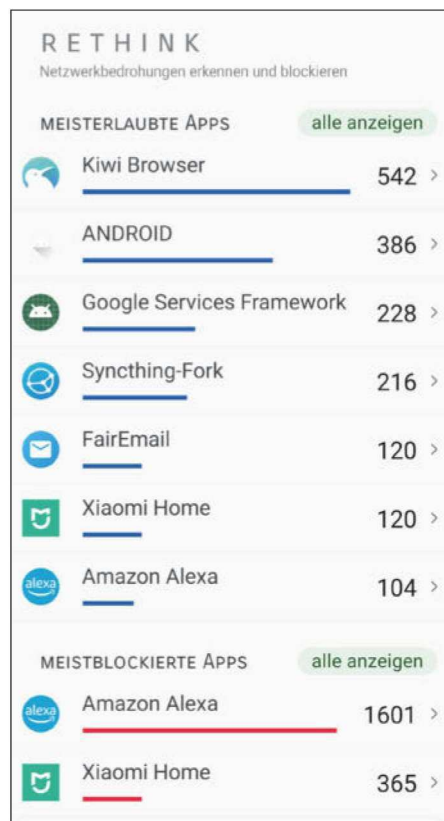 RETHINK
Netzwerkbedrohungen erkennen und blockieren
MEISTERLAUBTE APPS alle anzeigen
Kiwi Browser 542 >
ANDROID 386 >
Google Services Framework 228 >
Syncthing-Fork 216 >
FairEmail 120 >
Xiaomi Home 120 >
alexa Amazon Alexa 104 >
MEISTBLOCKIERTE APPS alle anzeigen
alexa Amazon Alexa 1601 >
Xiaomi Home 365 >